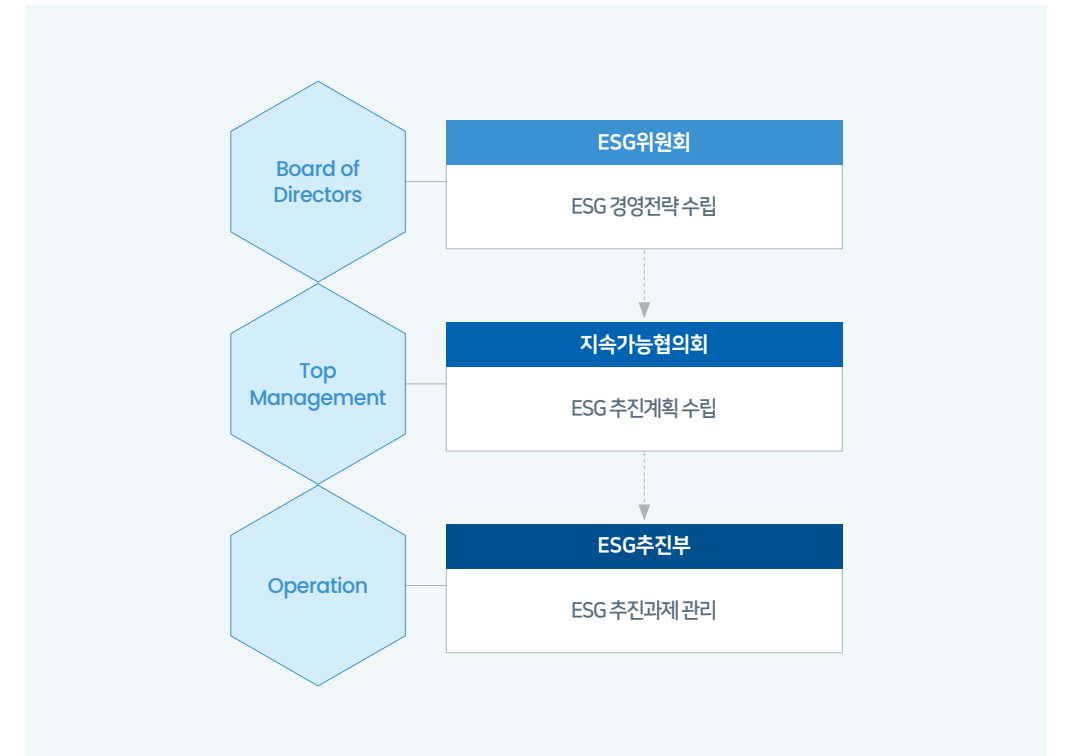 Board of
Directors
ESG위원회
ESG 경영전략 수립
Top
Management
지속가능협의회
ESG 추진계획 수립
Operation
ESG추진부
ESG 추진과제 관리